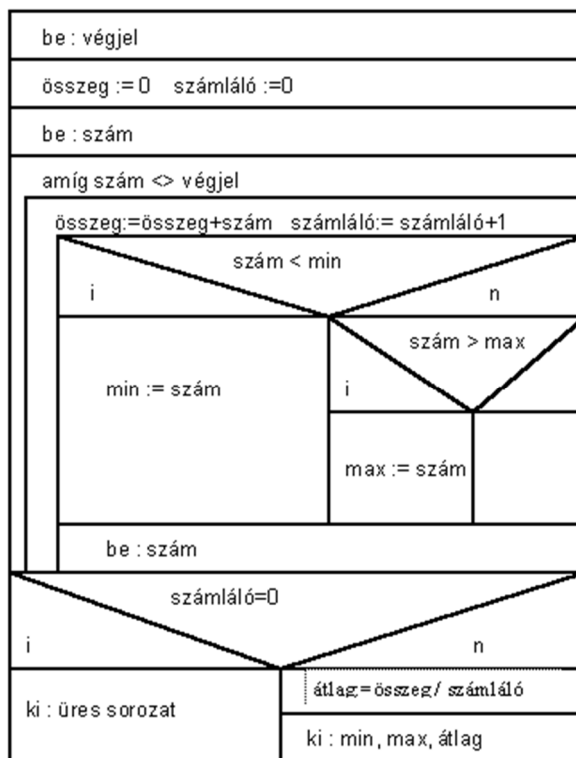 be : végjel
összeg := 0 számláló :=0
be : szám
amíg szám <> végjel
összeg:=összeg+szám számláló:= számláló+1
szám < min
i n
szám > max
i
min := szám
max := szám
be : szám
számláló=0
i n
ki : üres sorozat
átlag=összeg/ számláló
ki : min, max, átlag